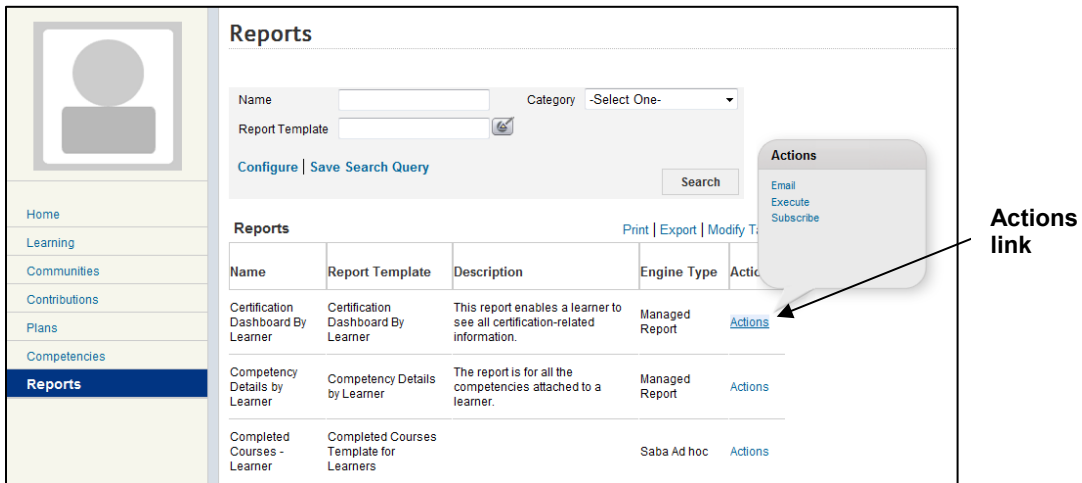 Reports
Name
Category -Select One-
Report Template
Configure | Save Search Query
Search
Actions
Email
Execute
Subscribe
Actions
link
Home
Learning
Communities
Contributions
Plans
Competencies
Reports
Reports
Print | Export | Modify
Name Report Template Description Engine Type
Certification
Dashboard By
Learner
Certification
Dashboard By
Learner
This report enables a learner to
see all certification-related
information.
Managed
Report
Actions
Competency
Details by
Learner
Competency Details
by Learner
The report is for all the
competencies attached to a
learner.
Managed
Report
Actions
Completed
Courses -
Learner
Completed Courses
Template for
Learners
Saba Ad hoc
Actions